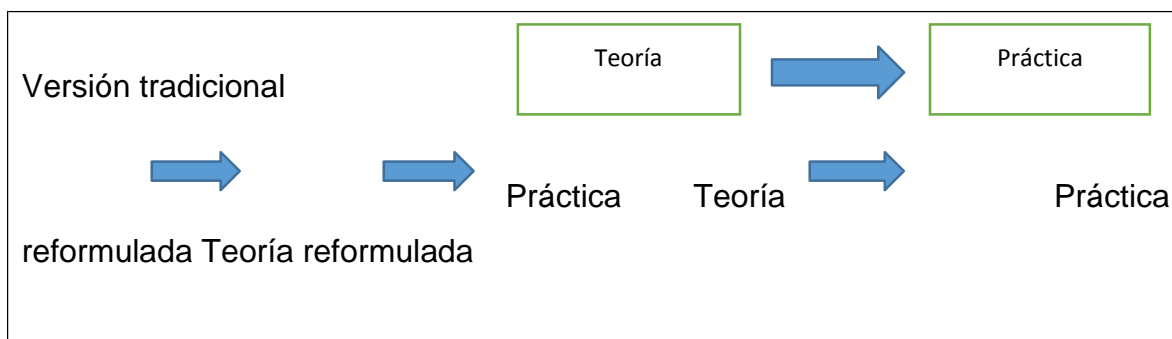 Teoría
Práctica
Versión tradicional
Práctica Teoría Práctica
reformulada Teoría reformulada